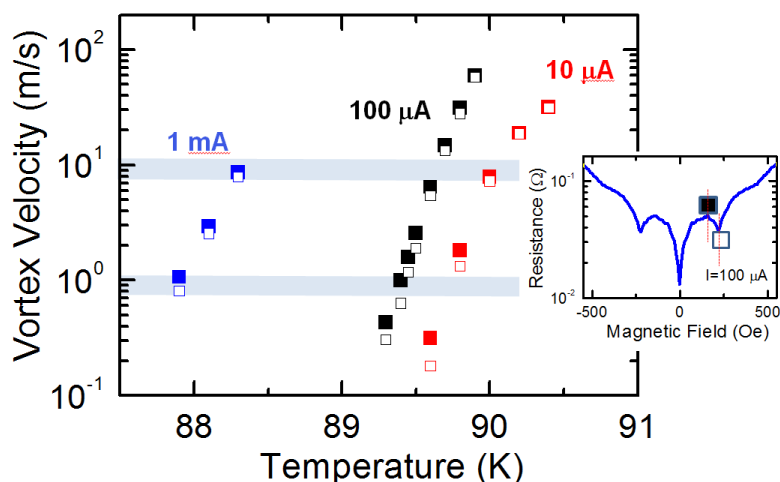 Vortex Velocity (m/s)
10²
10¹
10⁰
10⁻¹
1 mA
100 μA
10 μA
88
89
90
91
Temperature (K)
Resistance (Ω)
10⁻¹
10⁻²
I=100 μA
-500
0
500
Magnetic Field (Oe)